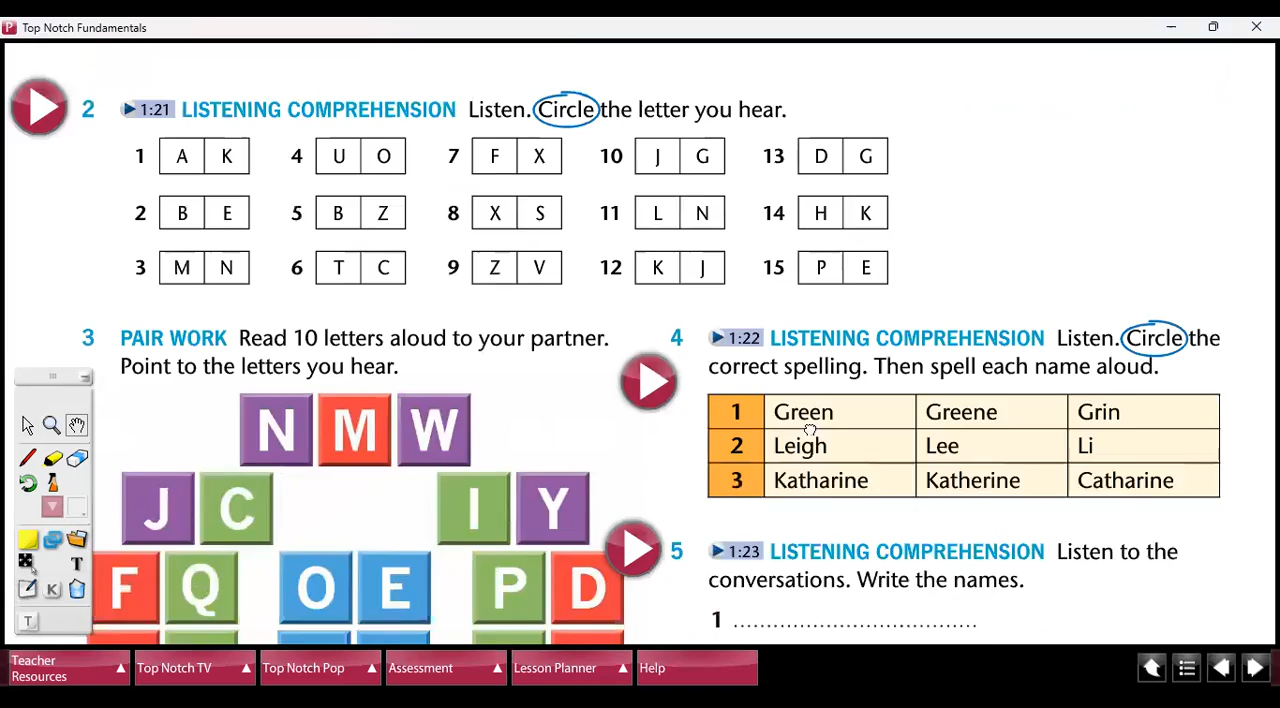 Top Notch Fundamentals
2 1:21 LISTENING COMPREHENSION Listen. Circle the letter you hear.
1 A K 4 U O 7 F X 10 J G 13 D G
2 B E 5 B Z 8 X S 11 L N 14 H K
3 M N 6 T C 9 Z V 12 K J 15 P E
3 PAIR WORK Read 10 letters aloud to your partner.
Point to the letters you hear.
N M W
J C I Y
F Q O E P D
4 1:22 LISTENING COMPREHENSION Listen. Circle the
correct spelling. Then spell each name aloud.
1 Green Greene Grin
2 Leigh Lee Li
3 Katharine Katherine Catharine
5 1:23 LISTENING COMPREHENSION Listen to the
conversations. Write the names.
1 ...................................
T
K
T
Teacher
Resources
Top Notch TV
Top Notch Pop
Assessment
Lesson Planner
Help